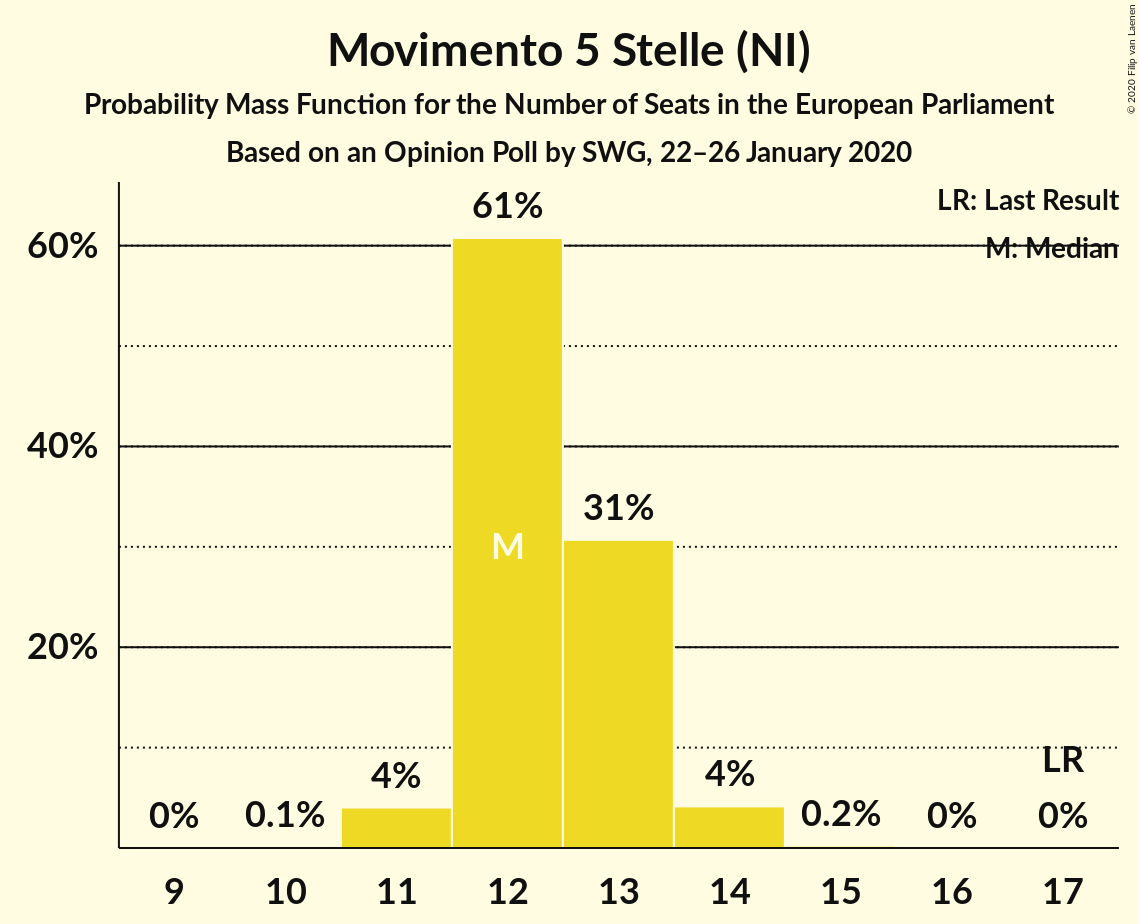 Movimento 5 Stelle (NI)
Probability Mass Function for the Number of Seats in the European Parliament
Based on an Opinion Poll by SWG, 22–26 January 2020
© 2020 Filip van Laenen
LR: Last Result
M: Median
60%
40%
20%
0%
0.1%
4%
61%
M
31%
4%
0.2%
0%
LR
0%
9 10 11 12 13 14 15 16 17